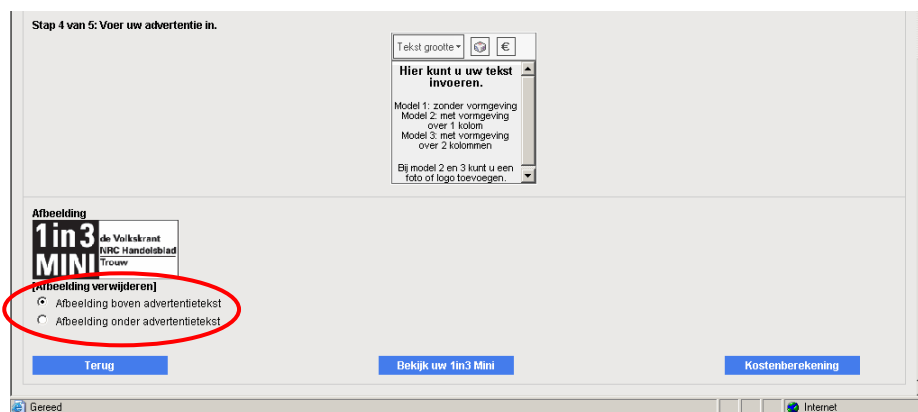 Stap 4 van 5: Voer uw advertentie in.
Tekst grootte
€
Hier kunt u uw tekst
invoeren.
Model 1: zonder vormgeving
Model 2: met vormgeving
over 1 kolom
Model 3: met vormgeving
over 2 kolommen
Bij model 2 en 3 kunt u een
foto of logo toevoegen.
Afbeelding
1in3
MINI
de Volkskrant
NRC Handelsblad
Trouw
[Afbeelding verwijderen]
Afbeelding boven advertentietekst
Afbeelding onder advertentietekst
Terug
Bekijk uw 1in3 Mini
Kostenberekening
Gereed
Internet